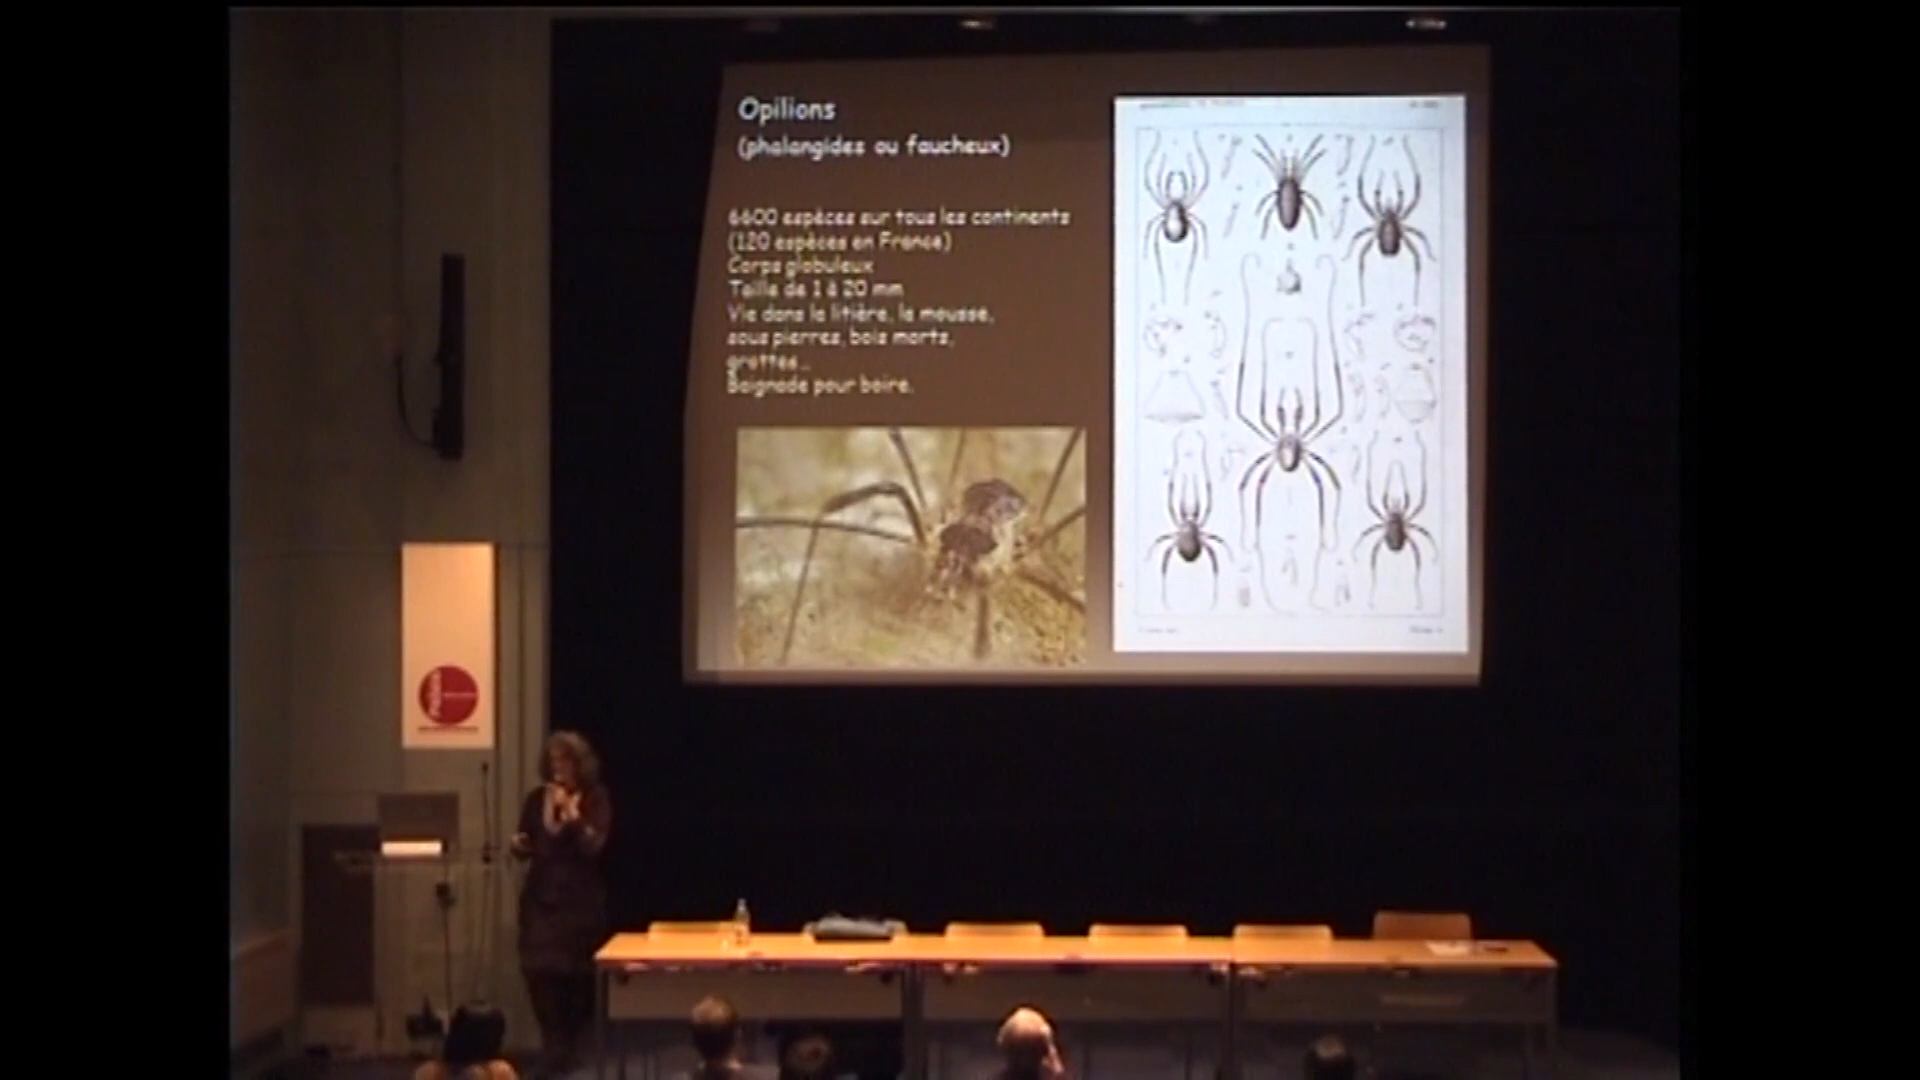 Opilions
(phalangides ou faucheux)
6600 espèces sur tous les continents
(120 espèces en France)
Corps globuleux
Taille de 1 à 20 mm
Vie dans la litière, la mousse,
sous pierres, bois morts,
grottes...
Baignade pour boire.